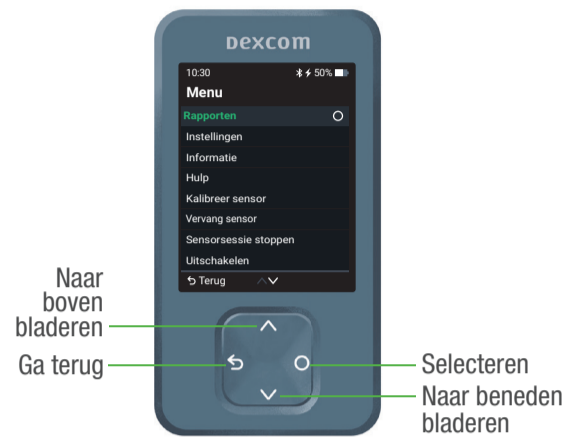 Dexcom
10:30 50%
Menu
Rapporten
Instellingen
Informatie
Hulp
Kalibreer sensor
Vervang sensor
Sensorsessie stoppen
Uitschakelen
Terug
Naar
boven
bladeren
Ga terug
Selecteren
Naar beneden
bladeren